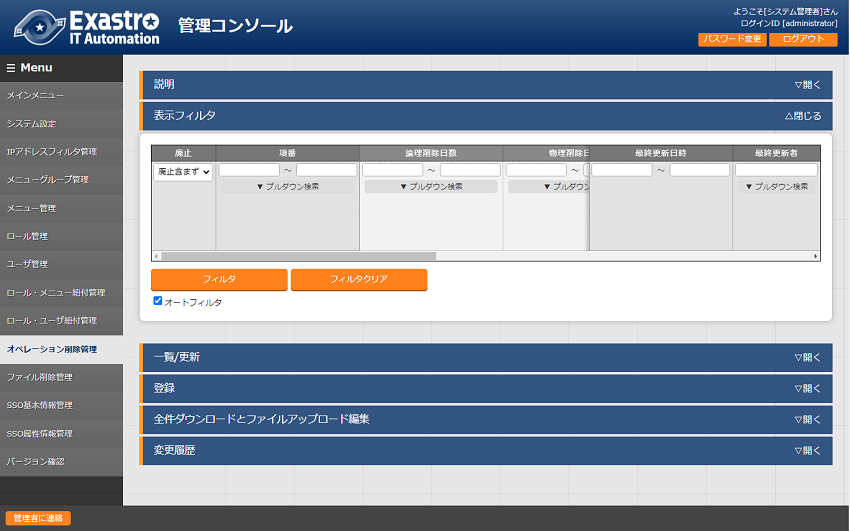 Exastro
IT Automation
管理コンソール
ようこそ[システム管理者]さん
ログインID [administrator]
パスワード変更
ログアウト
☰ Menu
メインメニュー
システム設定
IPアドレスフィルタ管理
メニューグループ管理
メニュー管理
ロール管理
ユーザ管理
ロール・メニュー紐付管理
ロール・ユーザ紐付管理
オペレーション削除管理
ファイル削除管理
SSO基本情報管理
SSO属性情報管理
バージョン確認
管理者に連絡
説明
▽開く
表示フィルタ
△閉じる
廃止
項番
論理削除日数
物理削除日
最終更新日時
最終更新者
廃止含まず
～
～
～
～
▼ プルダウン検索
▼ プルダウン検索
▼ プルダウン
▼ プルダウン検索
フィルタ
フィルタクリア
オートフィルタ
一覧/更新
▽開く
登録
▽開く
全件ダウンロードとファイルアップロード編集
▽開く
変更履歴
▽開く